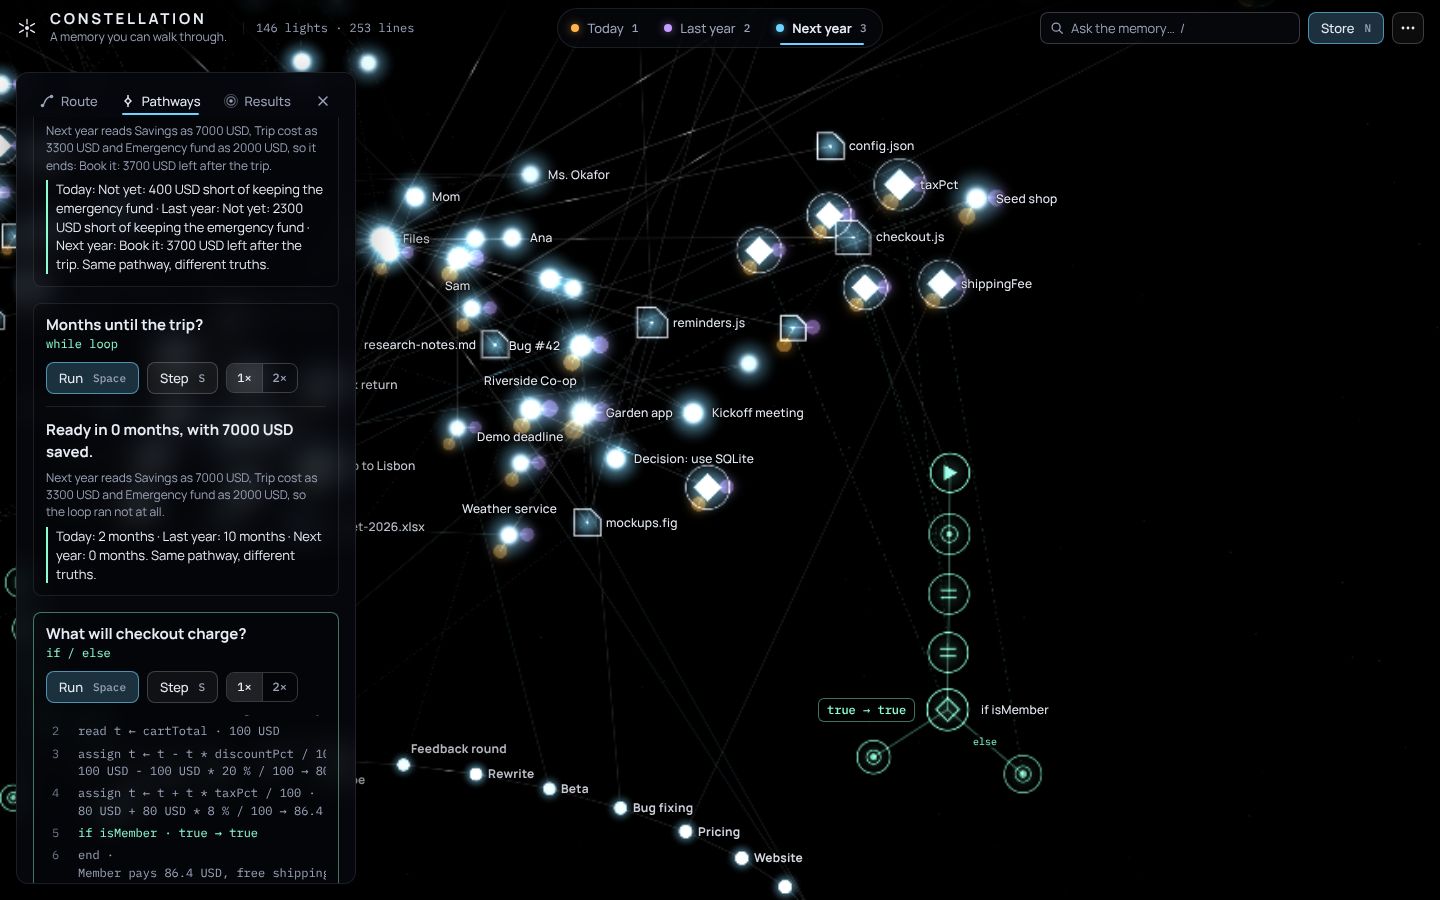 CONSTELLATION
A memory you can walk through.
146 lights · 253 lines
Today 1
Last year 2
Next year 3
Ask the memory... /
Store N
Route
Pathways
Results
Next year reads Savings as 7000 USD, Trip cost as
3300 USD and Emergency fund as 2000 USD, so it
ends: Book it: 3700 USD left after the trip.
Today: Not yet: 400 USD short of keeping the
emergency fund · Last year: Not yet: 2300
USD short of keeping the emergency fund ·
Next year: Book it: 3700 USD left after the
trip. Same pathway, different truths.
Months until the trip?
while loop
Run Space
Step S
1×
2×
Ready in 0 months, with 7000 USD
saved.
Next year reads Savings as 7000 USD, Trip cost as
3300 USD and Emergency fund as 2000 USD, so
the loop ran not at all.
Today: 2 months · Last year: 10 months · Next
year: 0 months. Same pathway, different
truths.
What will checkout charge?
if / else
Run Space
Step S
1×
2×
2 read t ← cartTotal · 100 USD
3 assign t ← t - t * discountPct / 10
100 USD - 100 USD * 20 % / 100 → 80
4 assign t ← t + t * taxPct / 100 ·
80 USD + 80 USD * 8 % / 100 → 86.4
5 if isMember · true → true
6 end ·
Member pays 86.4 USD, free shipping
config.json
taxPct
Seed shop
Ms. Okafor
Mom
Files
Ana
checkout.js
shippingFee
Sam
reminders.js
research-notes.md
Bug #42
Riverside Co-op
return
Garden app
Kickoff meeting
Demo deadline
Decision: use SQLite
to Lisbon
Weather service
mockups.fig
et-2026.xlsx
true → true
if isMember
else
Feedback round
Rewrite
Beta
Bug fixing
Pricing
Website